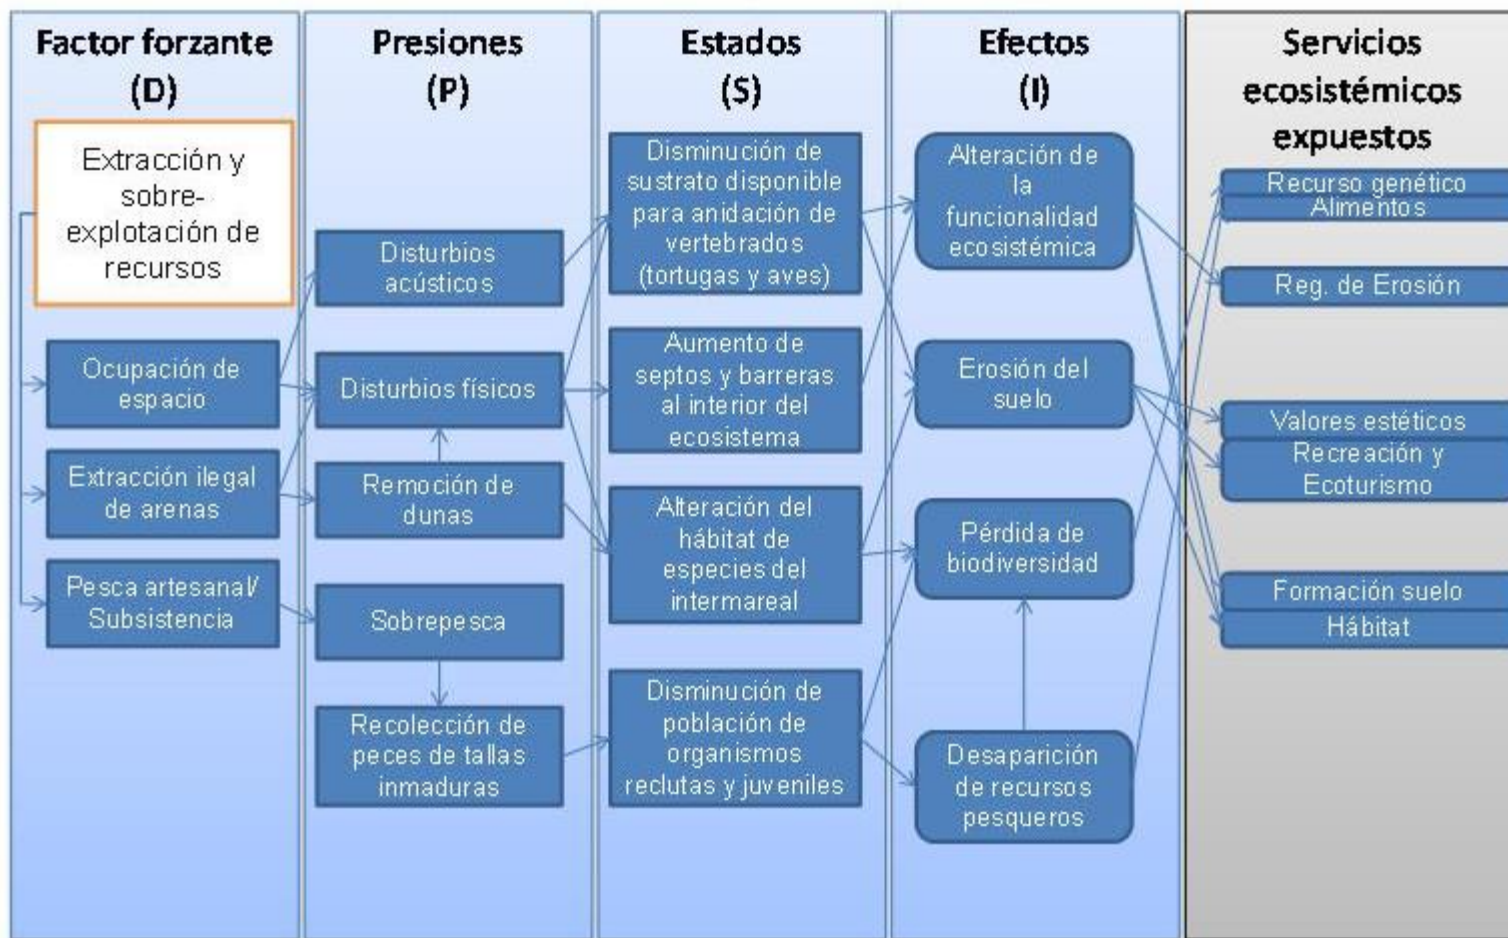 Factor forzante
(D)
Extracción y
sobre-
explotación de
recursos
Ocupación de
espacio
Extracción ilegal
de arenas
Pesca artesanal/
Subsistencia
Presiones
(P)
Disturbios
acústicos
Disturbios físicos
Remoción de
dunas
Sobrepesca
Recolección de
peces de tallas
inmaduras
Estados
(S)
Disminución de
sustrato disponible
para anidación de
vertebrados
(tortugas y aves)
Aumento de
septos y barreras
al interior del
ecosistema
Alteración del
hábitat de
especies del
intermareal
Disminución de
población de
organismos
reclutas y juveniles
Efectos
(I)
Alteración de
la
funcionalidad
ecosistémica
Erosión del
suelo
Pérdida de
biodiversidad
Desaparición
de recursos
pesqueros
Servicios
ecosistémicos
expuestos
Recurso genético
Alimentos
Reg. de Erosión
Valores estéticos
Recreación y
Ecoturismo
Formación suelo
Hábitat